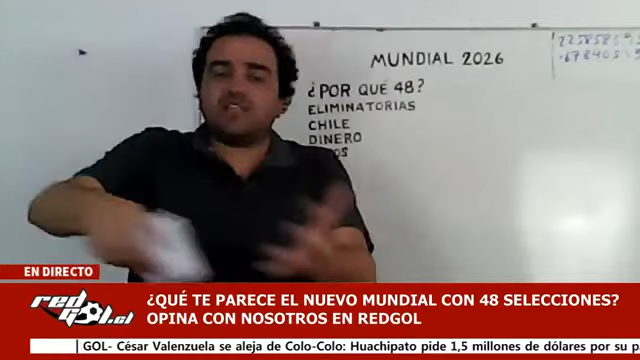 MUNDIAL 2026
¿POR QUÉ 48?
ELIMINATORIAS
CHILE
DINERO
EN DIRECTO
red gol.cl
¿QUÉ TE PARECE EL NUEVO MUNDIAL CON 48 SELECCIONES?
OPINA CON NOSOTROS EN REDGOL
GOL- César Valenzuela se aleja de Colo-Colo: Huachipato pide 1,5 millones de dólares por su p